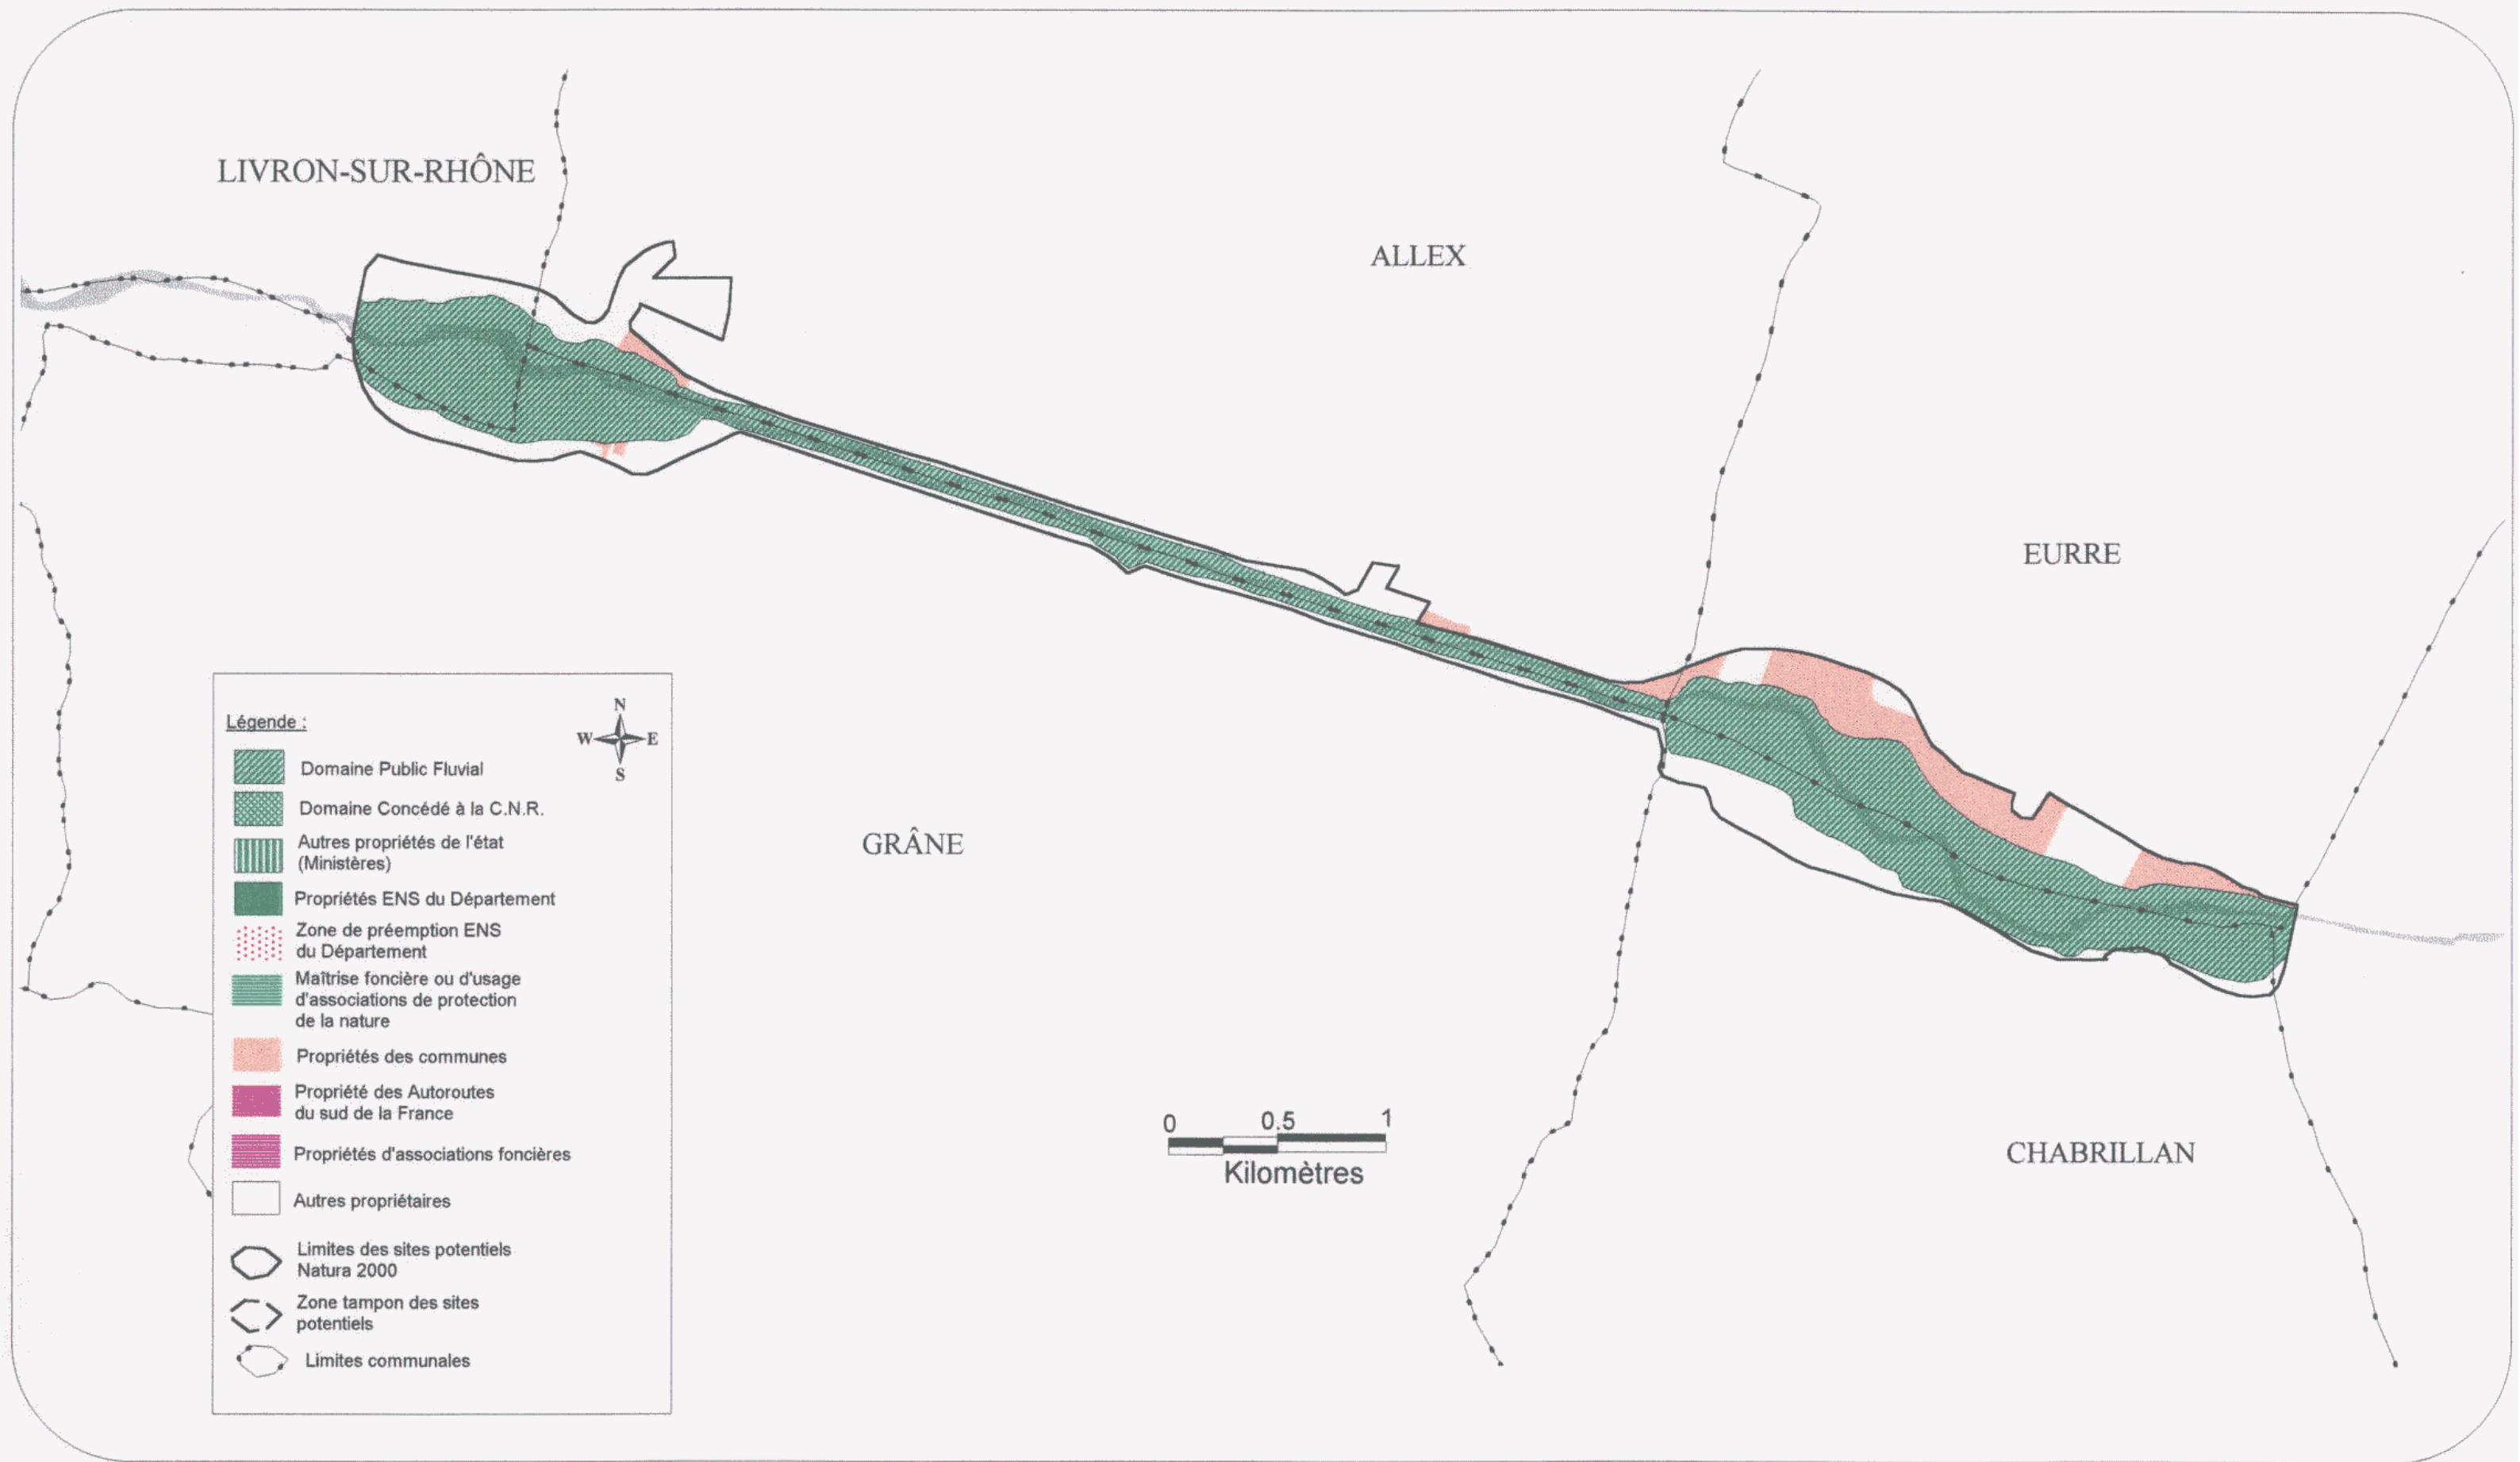 LIVRON-SUR-RHÔNE
ALLEX
EURRE
GRÂNE
CHABRILLAN
Légende :
N
W E
S
Domaine Public Fluvial
Domaine Concédé à la C.N.R.
Autres propriétés de l'état
(Ministères)
Propriétés ENS du Département
Zone de préemption ENS
du Département
Maîtrise foncière ou d'usage
d'associations de protection
de la nature
Propriétés des communes
Propriété des Autoroutes
du sud de la France
Propriétés d'associations foncières
Autres propriétaires
Limites des sites potentiels
Natura 2000
Zone tampon des sites
potentiels
Limites communales
0 0.5 1
Kilomètres